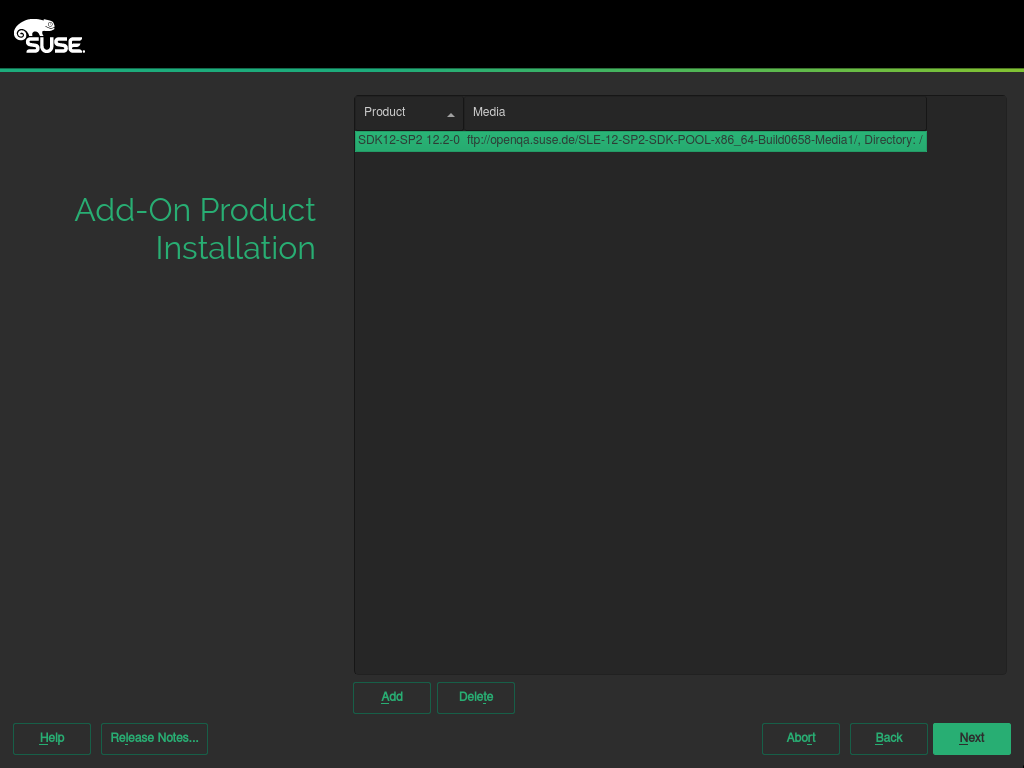 SUSE.
Add-On Product
Installation
Product Media
SDK12-SP2 12.2-0 ftp://openqa.suse.de/SLE-12-SP2-SDK-POOL-x86_64-Build0658-Media1/, Directory: /
Add Delete
Help Release Notes... Abort Back Next